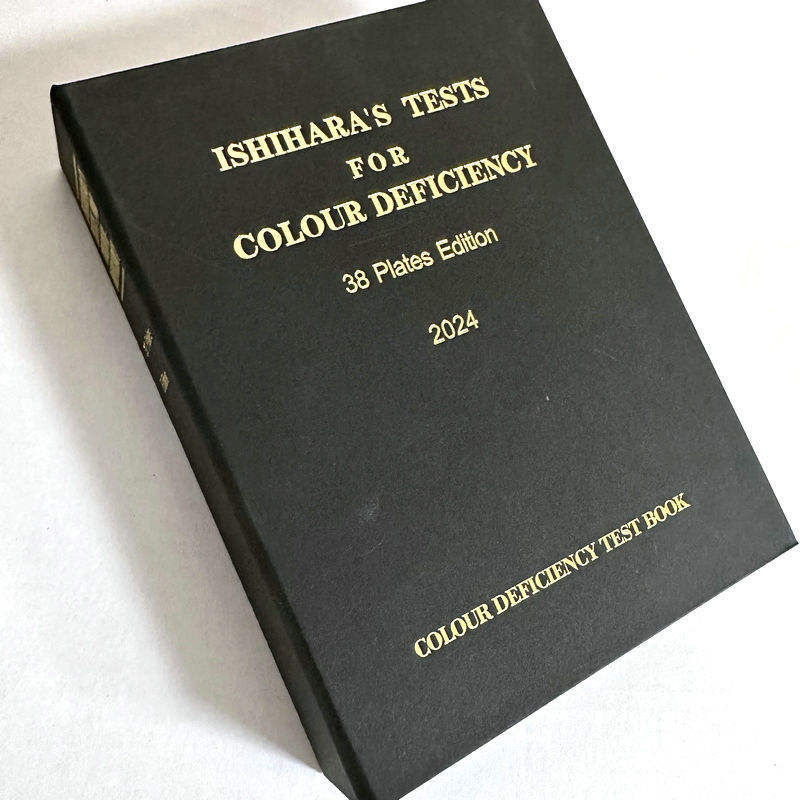 ISHIHARA'S TESTS
FOR
COLOUR DEFICIENCY
38 Plates Edition
2024
COLOUR DEFICIENCY TEST BOOK